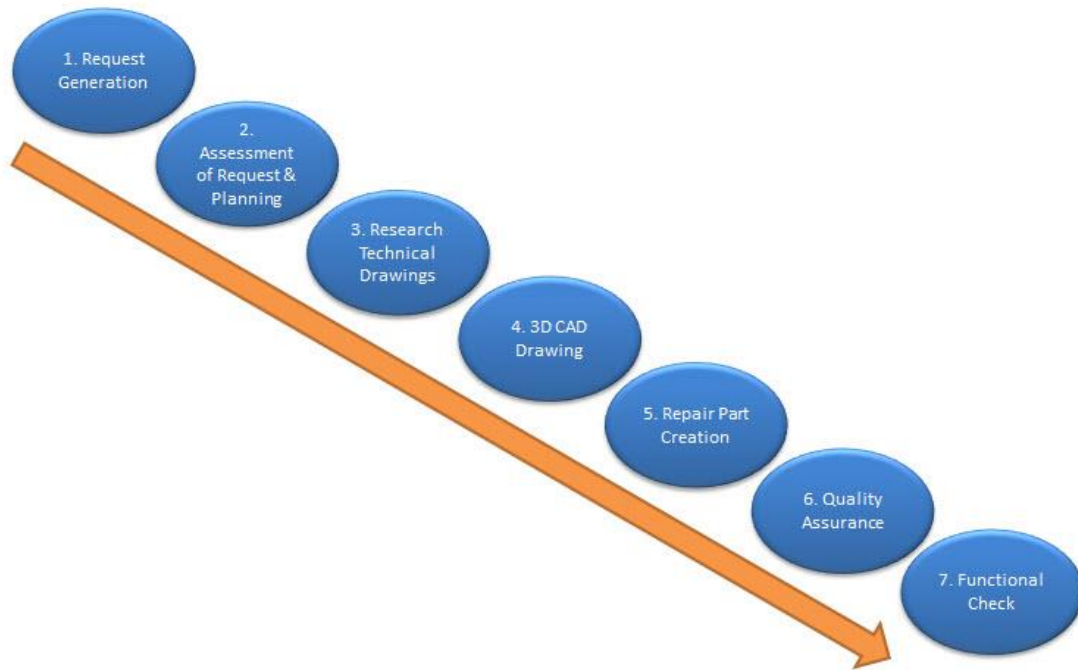 1. Request
Generation
2.
Assessment
of Request &
Planning
3. Research
Technical
Drawings
4. 3D CAD
Drawing
5. Repair Part
Creation
6. Quality
Assurance
7. Functional
Check